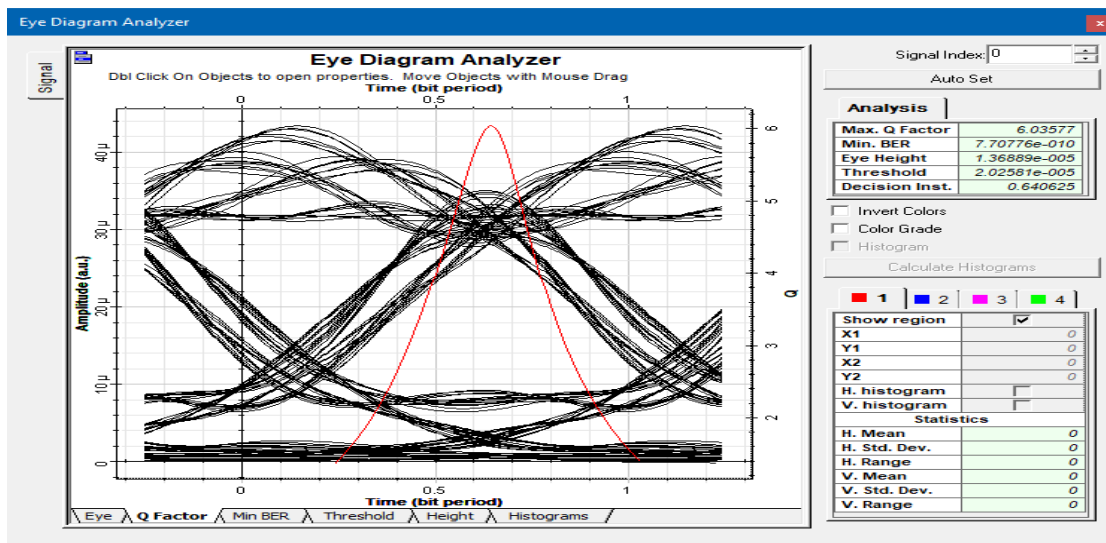 Eye Diagram Analyzer
x
Signal
Eye Diagram Analyzer
Dbl Click On Objects to open properties. Move Objects with Mouse Drag
Time (bit period)
0 0.5 1
Amplitude (a.u.)
40 µ
30 µ
20 µ
10 µ
0
6
5
4
3
2
Q
0 0.5 1
Time (bit period)
Eye Q Factor Min BER Threshold Height Histograms
Signal Index: 0
Auto Set
Analysis
Max. Q Factor 6.03577
Min. BER 7.70776e-010
Eye Height 1.36889e-005
Threshold 2.02581e-005
Decision Inst. 0.640625
Invert Colors
Color Grade
Histogram
Calculate Histograms
1 2 3 4
Show region
X1 0
Y1 0
X2 0
Y2 0
H. histogram
V. histogram
Statistics
H. Mean 0
H. Std. Dev. 0
H. Range 0
V. Mean 0
V. Std. Dev. 0
V. Range 0